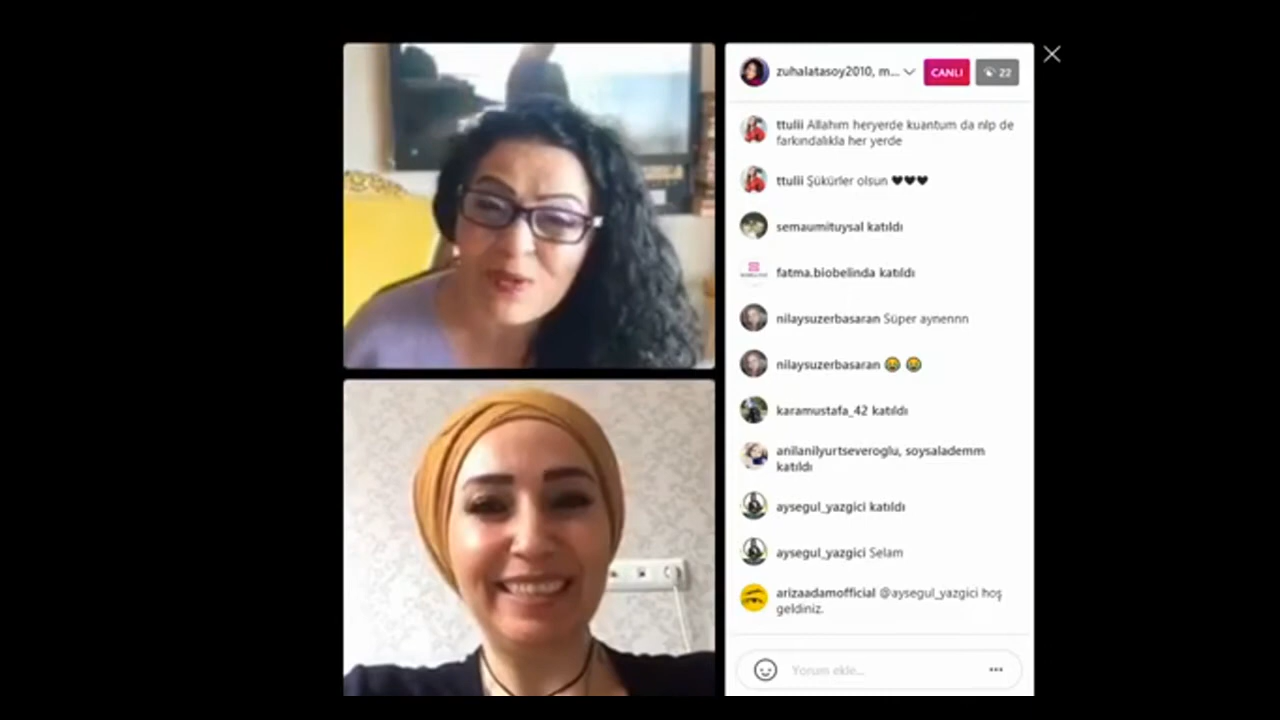 zuhalatasoy2010, m...
CANLI
22
ttulii Allahım heryerde kuantum da nlp de
farkındalıkla her yerde
ttulii Şükürler olsun 🖤🖤🖤
semaumituysal katıldı
fatma.biobelinda katıldı
nilaysuzerbasaran Süper aynennn
nilaysuzerbasaran 😂 😂
karamustafa_42 katıldı
anilanilyurtseveroglu, soysalademm
katıldı
aysegul_yazgici katıldı
aysegul_yazgici Selam
arizaadamofficial @aysegul_yazgici hoş
geldiniz.
Yorum ekle...